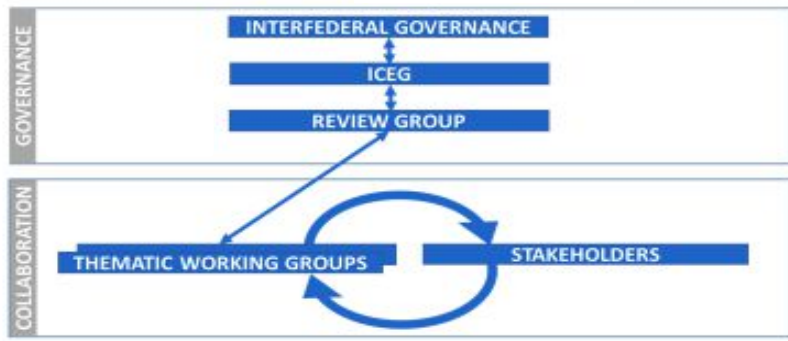 GOVERNANCE
INTERFEDERAL GOVERNANCE
ICEG
REVIEW GROUP
COLLABORATION
THEMATIC WORKING GROUPS
STAKEHOLDERS